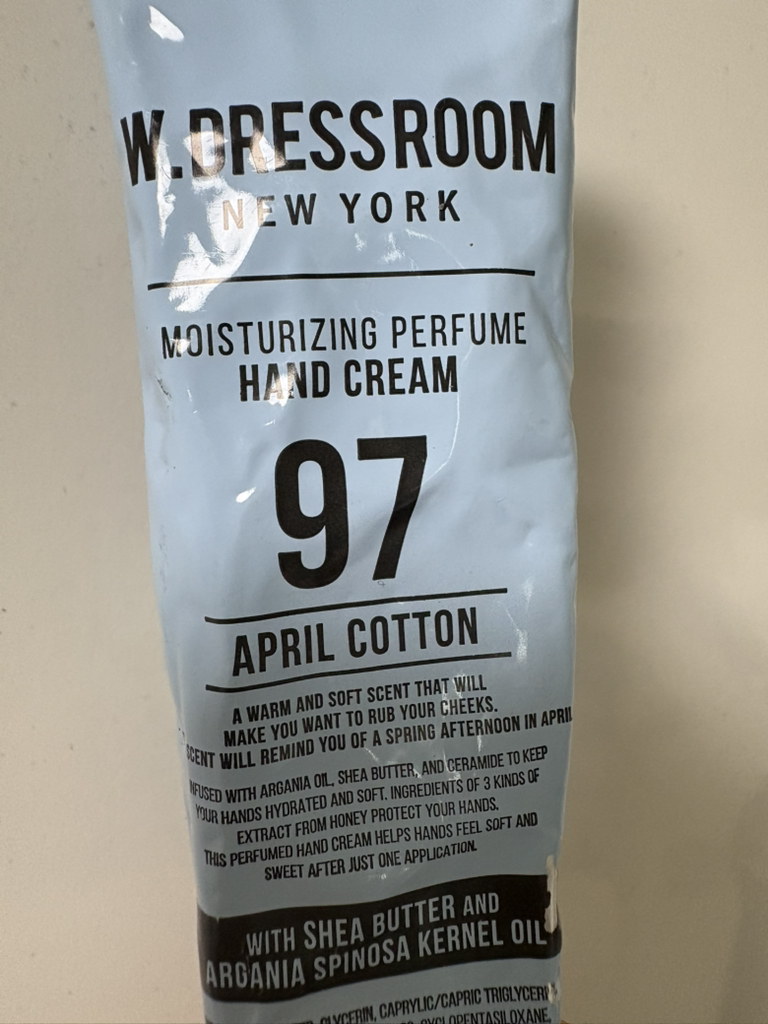 W.DRESSROOM
NEW YORK
MOISTURIZING PERFUME
HAND CREAM
97
APRIL COTTON
A WARM AND SOFT SCENT THAT WILL
MAKE YOU WANT TO RUB YOUR CHEEKS.
SCENT WILL REMIND YOU OF A SPRING AFTERNOON IN APRIL
INFUSED WITH ARGANIA OIL, SHEA BUTTER, AND CERAMIDE TO KEEP
YOUR HANDS HYDRATED AND SOFT. INGREDIENTS OF 3 KINDS OF
EXTRACT FROM HONEY PROTECT YOUR HANDS.
THIS PERFUMED HAND CREAM HELPS HANDS FEEL SOFT AND
SWEET AFTER JUST ONE APPLICATION.
WITH SHEA BUTTER AND
ARGANIA SPINOSA KERNEL OIL
GLYCERIN, CAPRYLIC/CAPRIC TRIGLYCERI
CYCLOPENTASILOXANE,